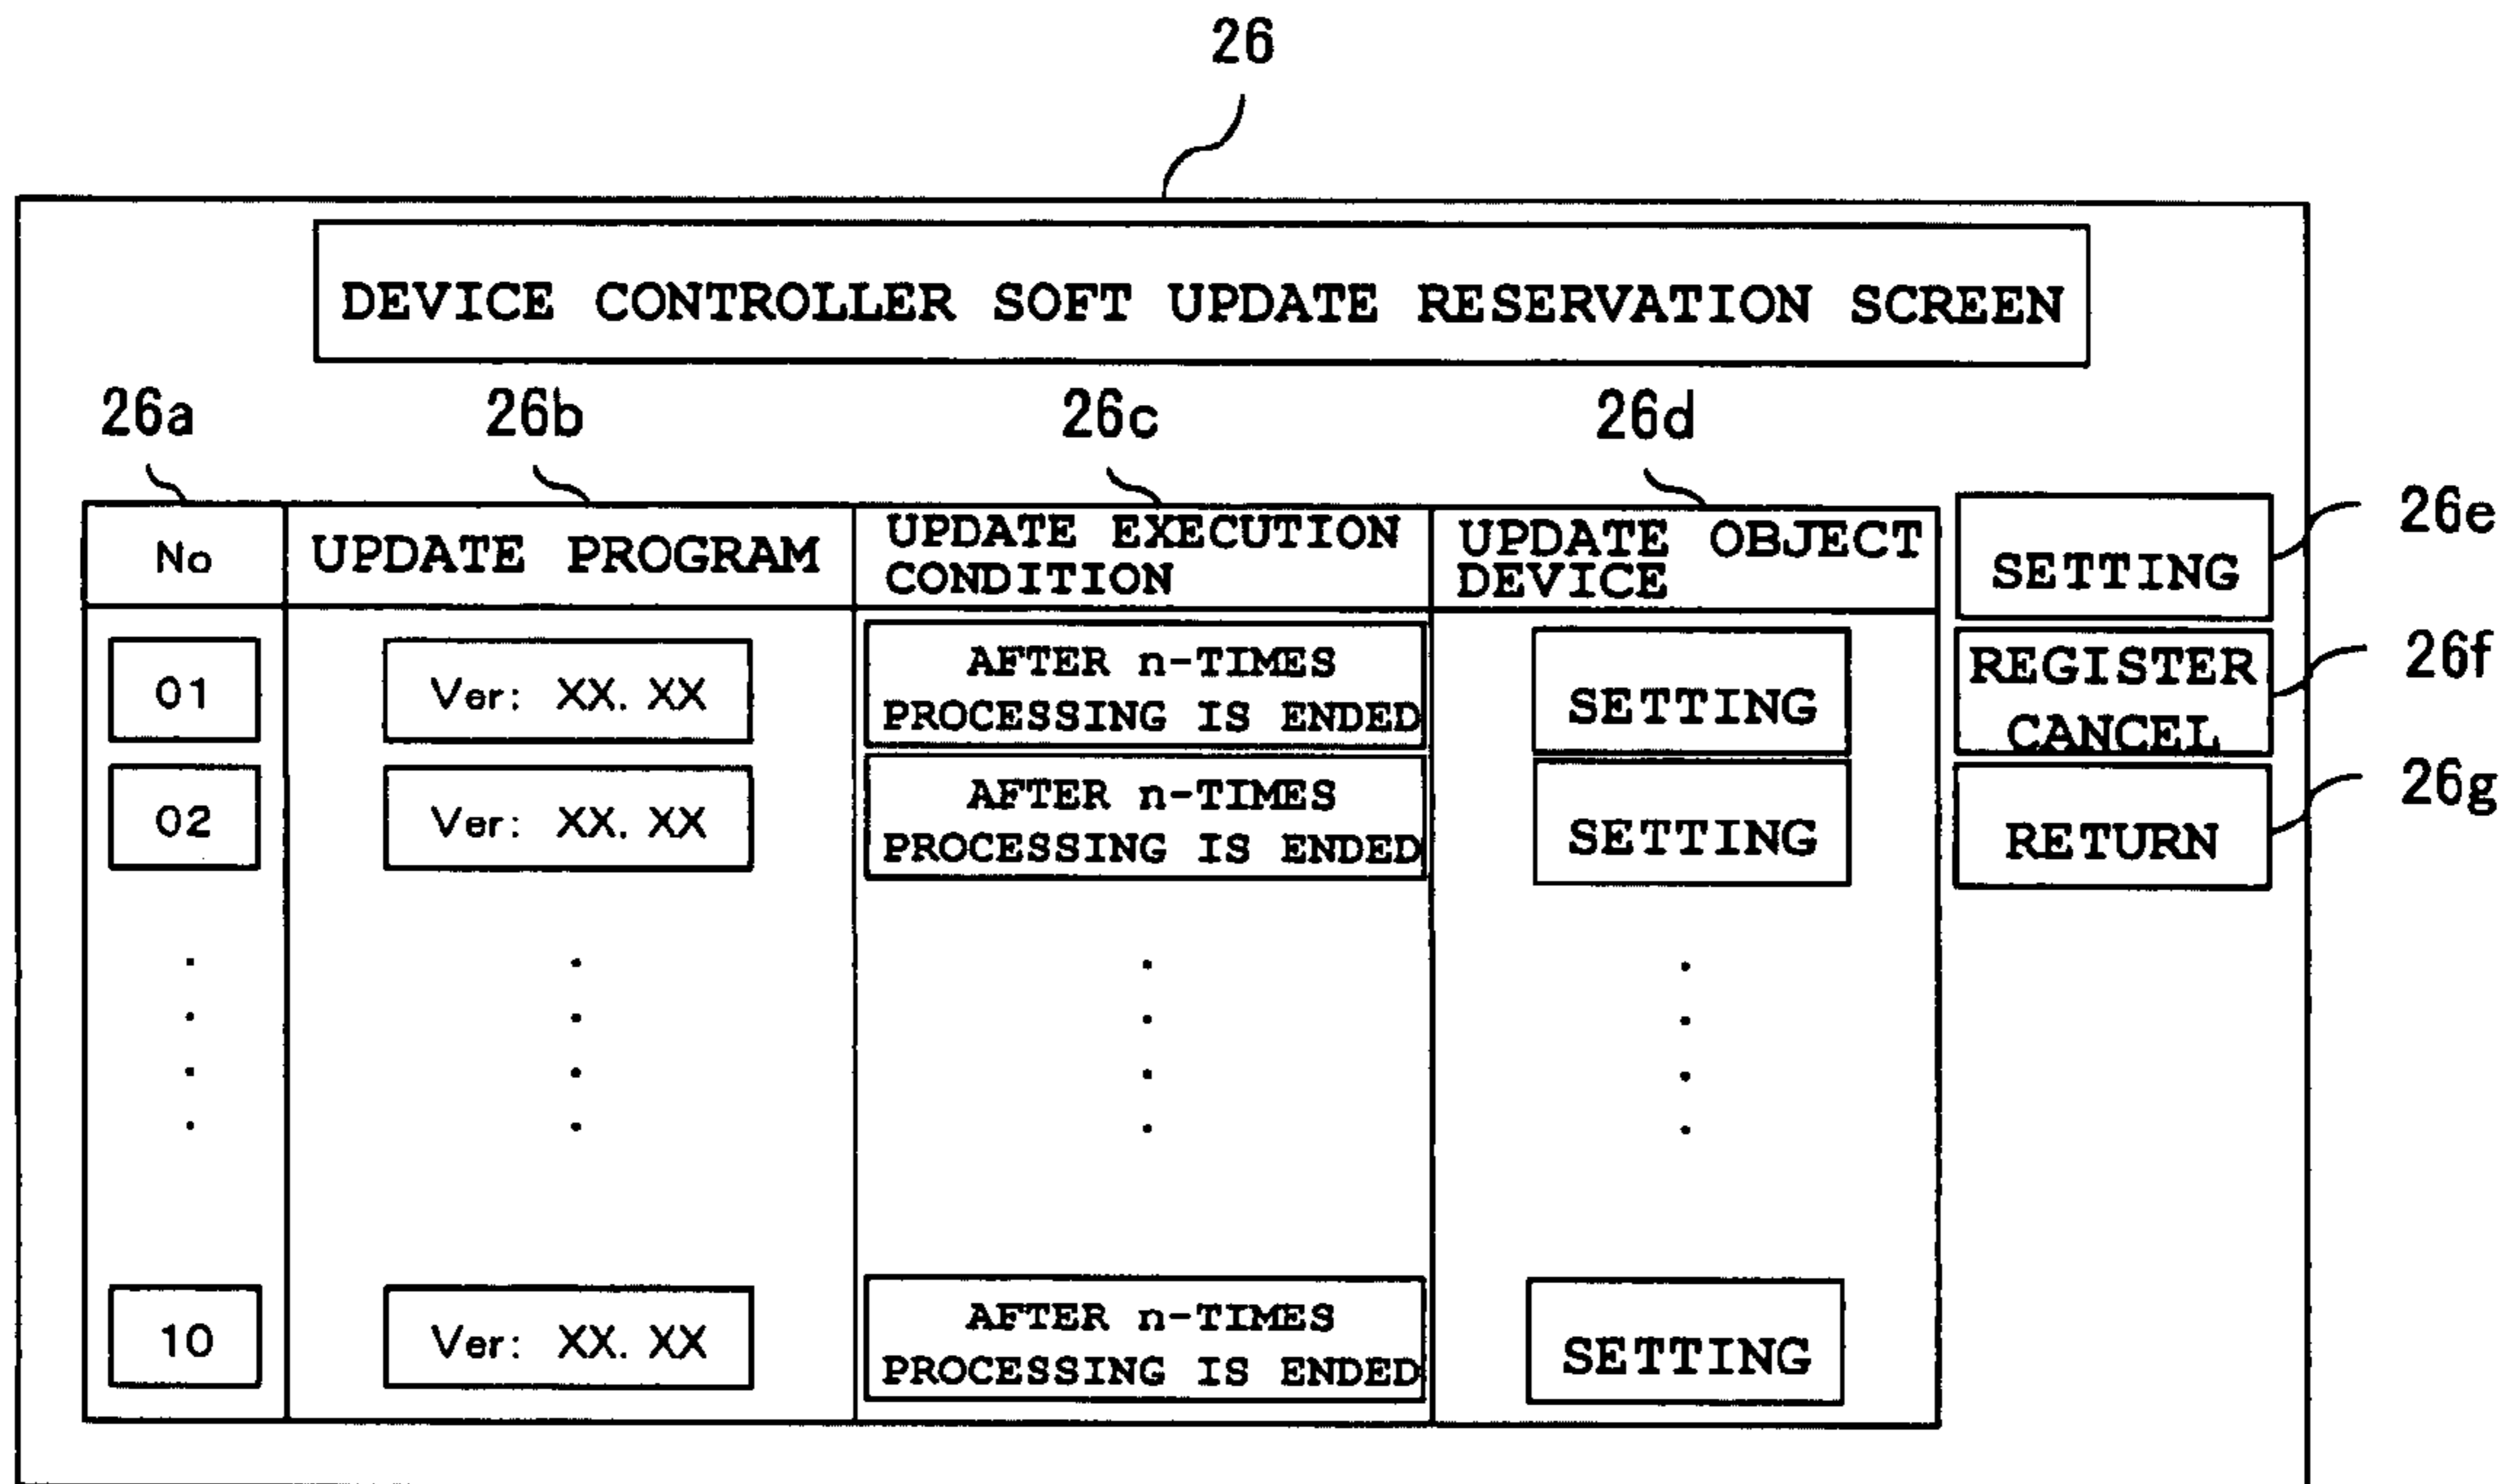 26
DEVICE CONTROLLER SOFT UPDATE RESERVATION SCREEN
26a 26b 26c 26d
No
UPDATE PROGRAM
UPDATE EXECUTION
CONDITION
UPDATE OBJECT
DEVICE
SETTING
26e
01
Ver: XX. XX
AFTER n-TIMES
PROCESSING IS ENDED
SETTING
REGISTER
CANCEL
26f
02
Ver: XX. XX
AFTER n-TIMES
PROCESSING IS ENDED
SETTING
RETURN
26g
10
Ver: XX. XX
AFTER n-TIMES
PROCESSING IS ENDED
SETTING